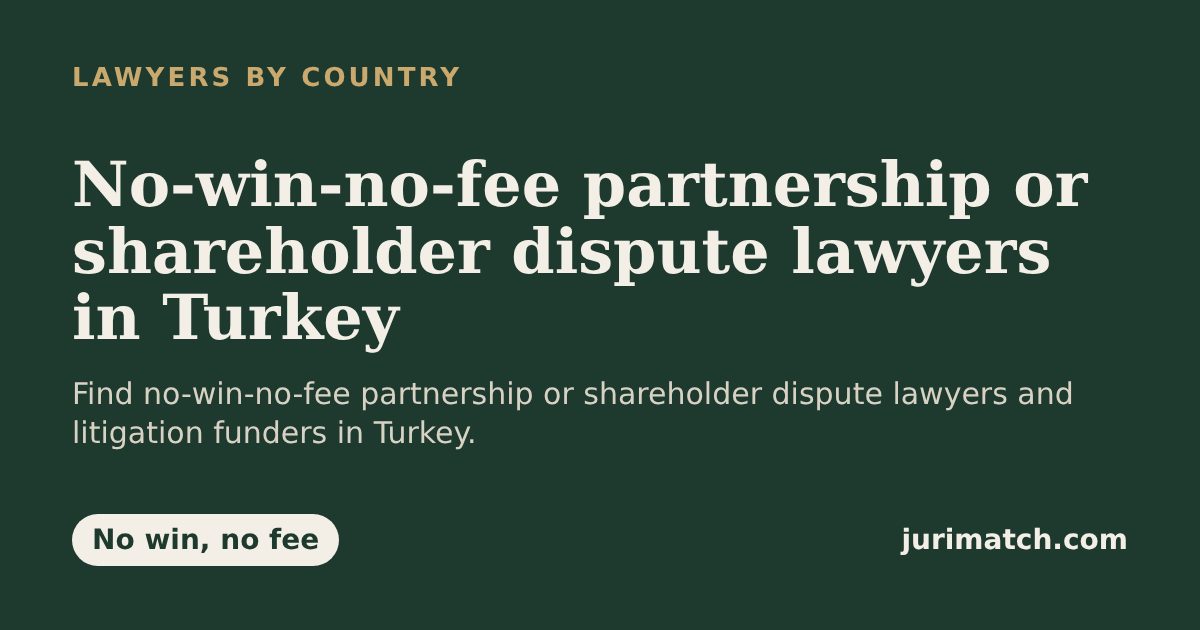 LAWYERS BY COUNTRY
No-win-no-fee partnership or
shareholder dispute lawyers
in Turkey
Find no-win-no-fee partnership or shareholder dispute lawyers and
litigation funders in Turkey.
No win, no fee
jurimatch.com